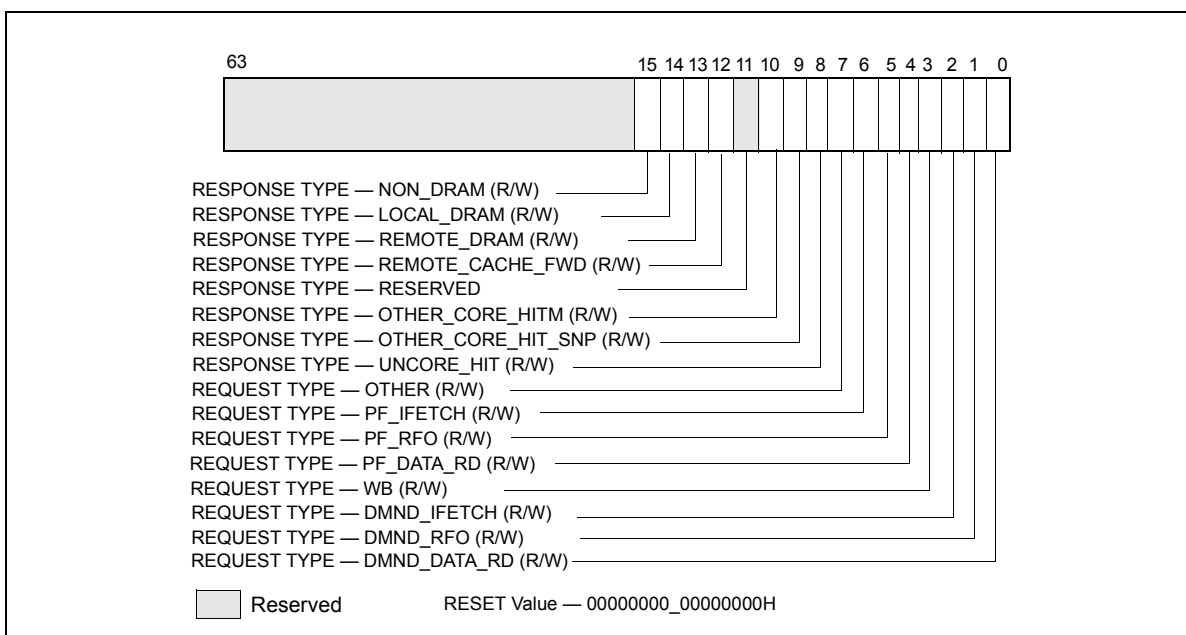 63 15 14 13 12 11 10 9 8 7 6 5 4 3 2 1 0
RESPONSE TYPE — NON_DRAM (R/W)
RESPONSE TYPE — LOCAL_DRAM (R/W)
RESPONSE TYPE — REMOTE_DRAM (R/W)
RESPONSE TYPE — REMOTE_CACHE_FWD (R/W)
RESPONSE TYPE — RESERVED
RESPONSE TYPE — OTHER_CORE_HITM (R/W)
RESPONSE TYPE — OTHER_CORE_HIT_SNP (R/W)
RESPONSE TYPE — UNCORE_HIT (R/W)
REQUEST TYPE — OTHER (R/W)
REQUEST TYPE — PF_IFETCH (R/W)
REQUEST TYPE — PF_RFO (R/W)
REQUEST TYPE — PF_DATA_RD (R/W)
REQUEST TYPE — WB (R/W)
REQUEST TYPE — DMND_IFETCH (R/W)
REQUEST TYPE — DMND_RFO (R/W)
REQUEST TYPE — DMND_DATA_RD (R/W)
Reserved RESET Value — 00000000_00000000H